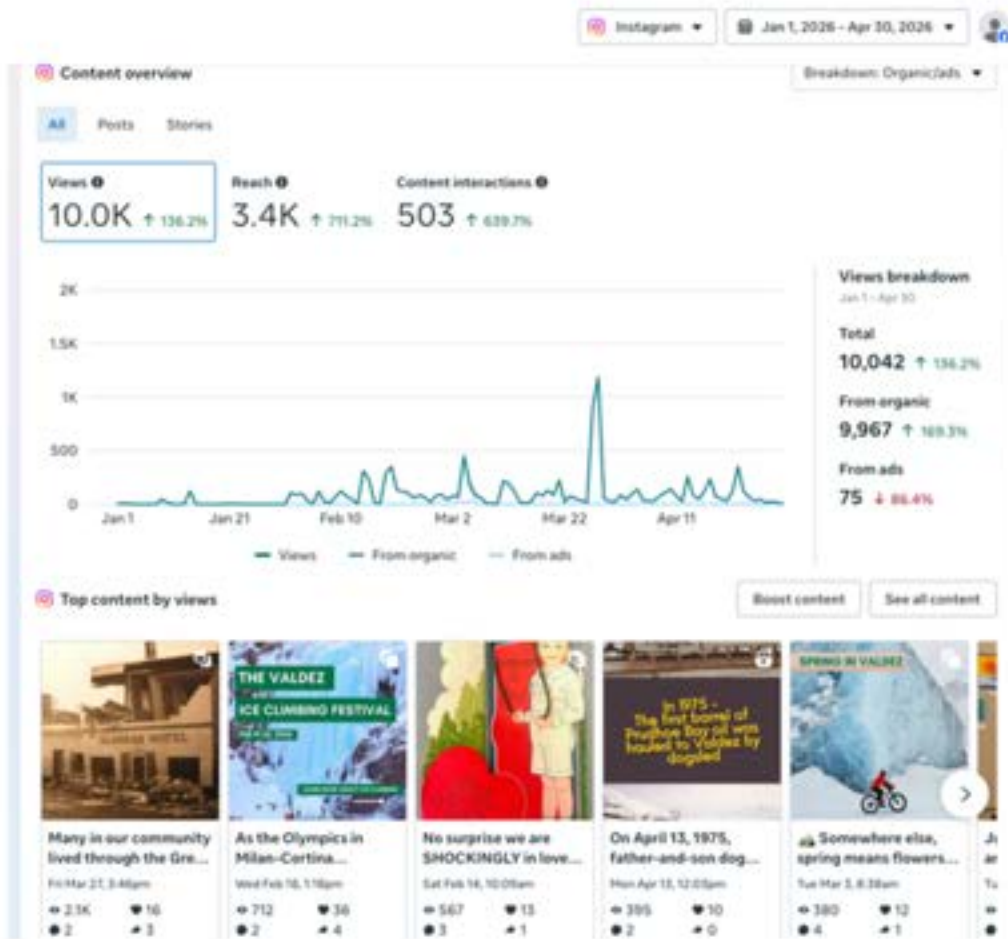 Instagram
Jan 1, 2026 - Apr 30, 2026
Content overview
Breakdown: Organic/ads
All
Posts
Stories
Views
Reach
Content interactions
10.0K ↑ 136.2%
3.4K ↑ 711.2%
503 ↑ 639.7%
2K
1.5K
1K
500
0
Jan 1
Jan 21
Feb 10
Mar 2
Mar 22
Apr 11
Views
From organic
From ads
Views breakdown
Jan 1 - Apr 30
Total
10,042 ↑ 136.2%
From organic
9,967 ↑ 169.3%
From ads
75 ↓ 86.4%
Top content by views
Boost content
See all content
THE VALDEZ
ICE CLIMBING FESTIVAL
In 1975 -
The first barrel of
Prudhoe Bay oil was
hauled to Valdez by
dogsled
SPRING IN VALDEZ
HOTEL
Many in our community
lived through the Gre...
Fri Mar 27, 3:46pm
2.1K
16
2
3
As the Olympics in
Milan-Cortina...
Wed Feb 18, 1:18pm
712
36
2
4
No surprise we are
SHOCKINGLY in love...
Sat Feb 14, 10:05am
567
13
3
1
On April 13, 1975,
father-and-son dog...
Mon Apr 13, 12:03pm
395
10
2
0
Somewhere else,
spring means flowers...
Tue Mar 3, 8:38am
380
12
4
1